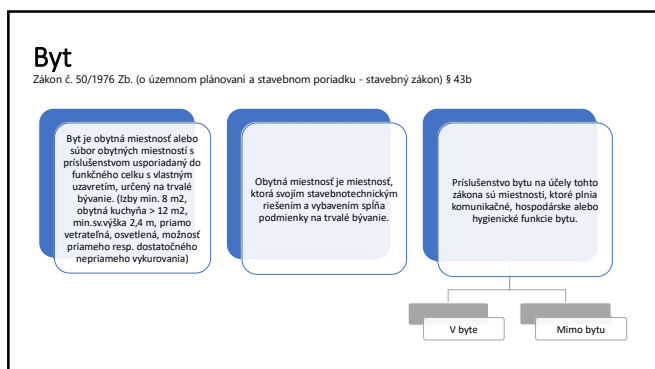 Byt
Zákon č. 50/1976 Zb. (o územnom plánovaní a stavebnom poriadku - stavebný zákon) § 43b
Byt je obytná miestnosť alebo
súbor obytných miestností s
príslušenstvom usporiadaný do
funkčného celku s vlastným
uzavretím, určený na trvalé
bývanie. (Izby min. 8 m2,
obytná kuchyňa > 12 m2,
min.sv.výška 2,4 m, priamo
vetrateľná, osvetlená, možnosť
priameho resp. dostatočného
nepriameho vykurovania)
Obytná miestnosť je miestnosť,
ktorá svojím stavebnotechnickým
riešením a vybavením spĺňa
podmienky na trvalé bývanie.
Príslušenstvo bytu na účely tohto
zákona sú miestnosti, ktoré plnia
komunikačné, hospodárske alebo
hygienické funkcie bytu.
V byte
Mimo bytu